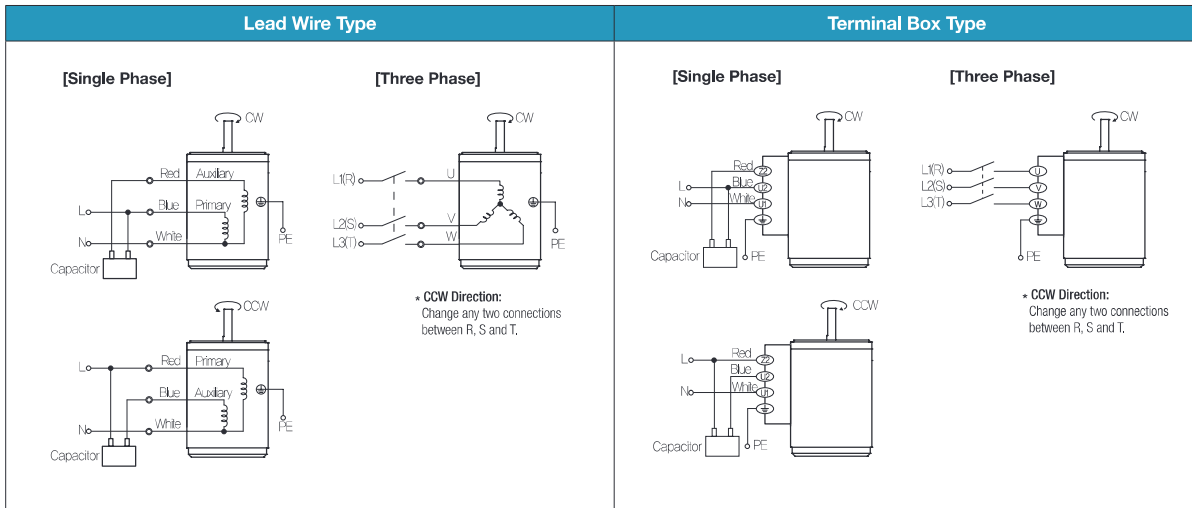 Lead Wire Type
[Single Phase]
[Three Phase]
CW
Red Auxiliary
L Blue Primary
N White
PE
Capacitor
CW
L1(R) U
L2(S) V
L3(T) W
PE
* CCW Direction:
Change any two connections
between R, S and T.
CCW
L Red Primary
Blue Auxiliary
N White
PE
Capacitor
Terminal Box Type
[Single Phase]
[Three Phase]
CW
Red Z2
L Blue U2
N White U1
Capacitor PE
CW
L1(R) U
L2(S) V
L3(T) W
PE
* CCW Direction:
Change any two connections
between R, S and T.
CCW
L Red Z2
Blue U2
N White U1
Capacitor PE